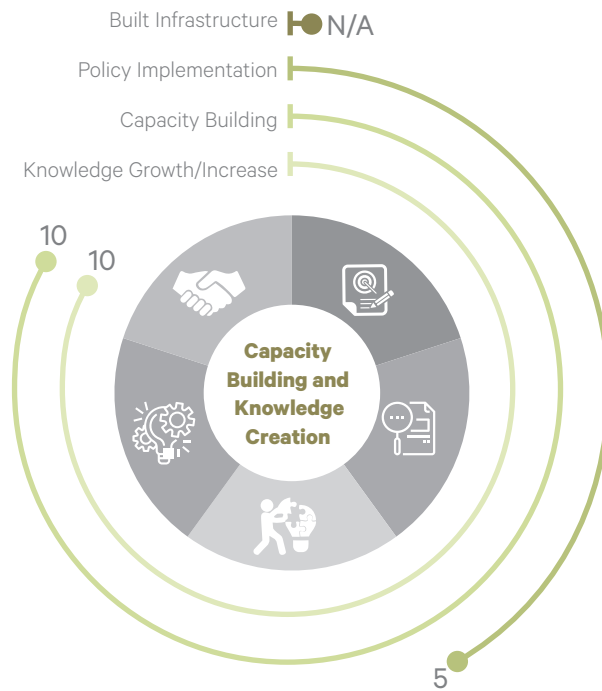 Built Infrastructure N/A
Policy Implementation
Capacity Building
Knowledge Growth/Increase
10
10
Capacity
Building and
Knowledge
Creation
5